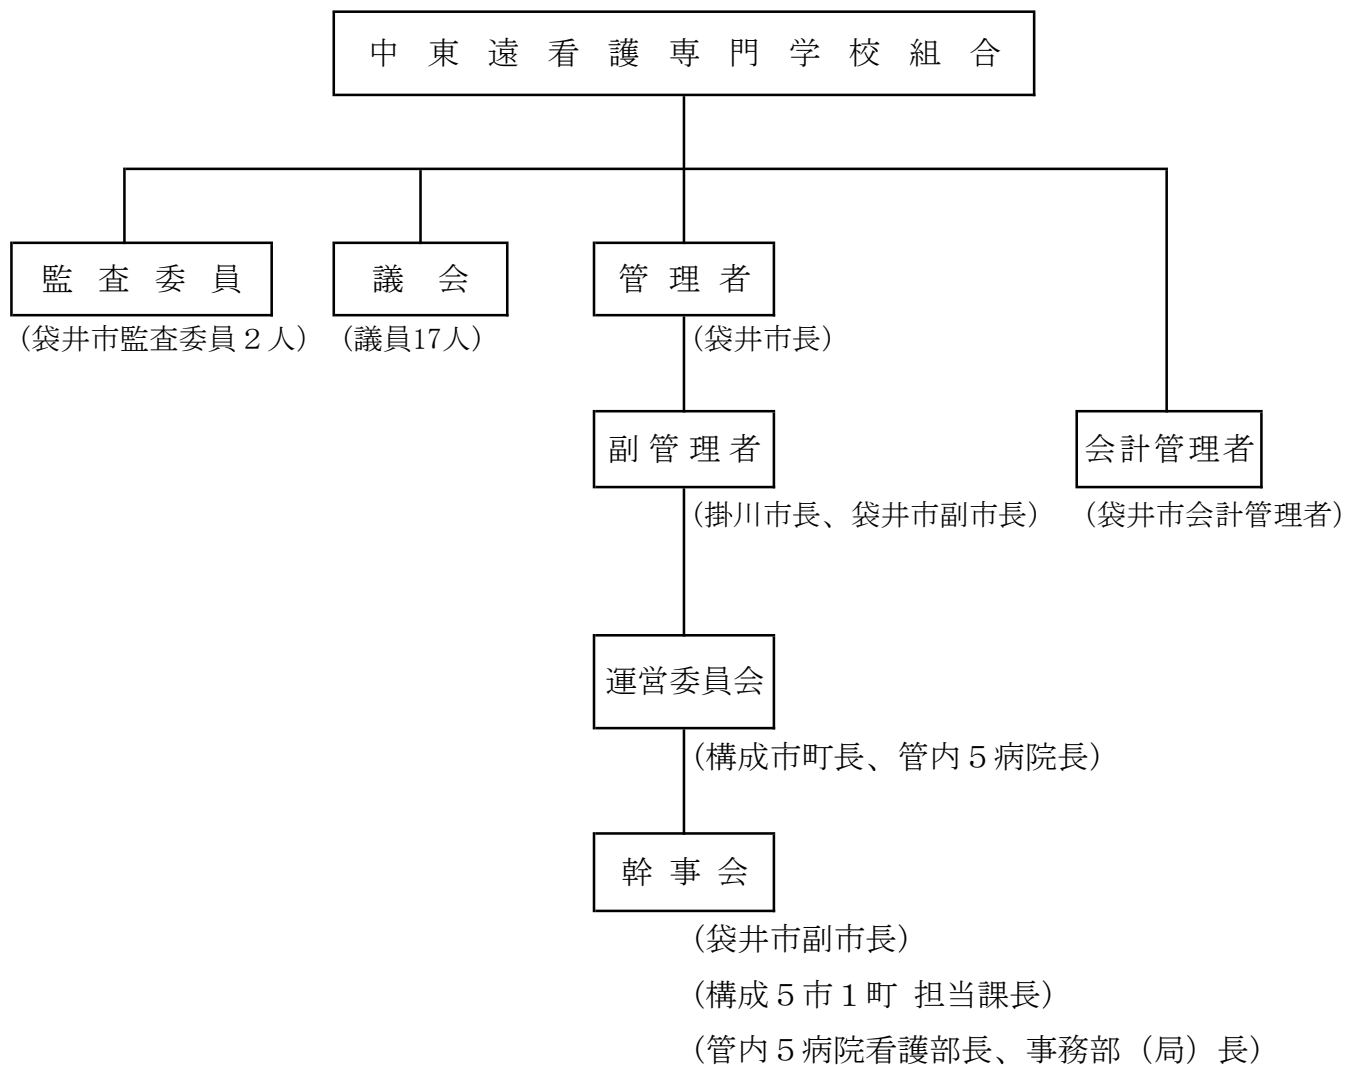 中東遠看護専門学校組合
監査委員 議会 管理者
(袋井市監査委員２人) (議員17人) (袋井市長)
副管理者 会計管理者
(掛川市長、袋井市副市長) (袋井市会計管理者)
運営委員会
(構成市町長、管内５病院長)
幹事会
(袋井市副市長)
(構成５市１町 担当課長)
(管内５病院看護部長、事務部（局）長)